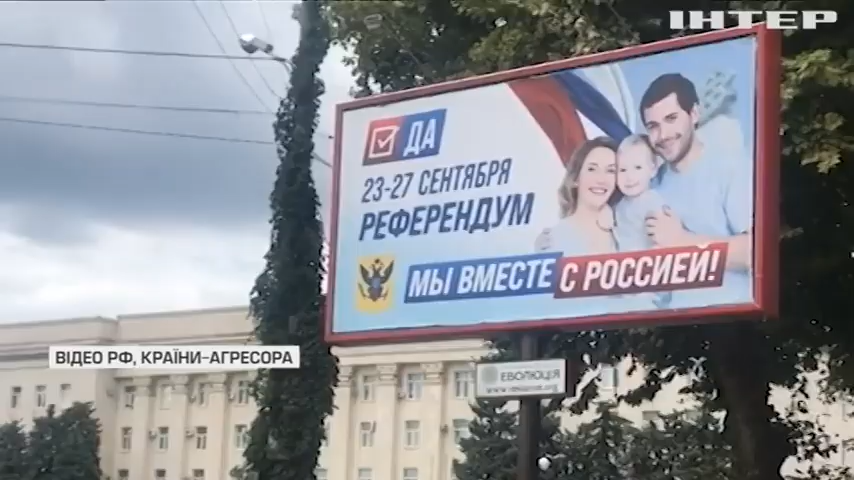 ІНТЕР
ДА
23-27 СЕНТЯБРЯ
РЕФЕРЕНДУМ
МЫ ВМЕСТЕ С РОССИЕЙ!
ВІДЕО РФ, КРАЇНИ-АГРЕСОРА
ЕВОЛЮЦІЯ